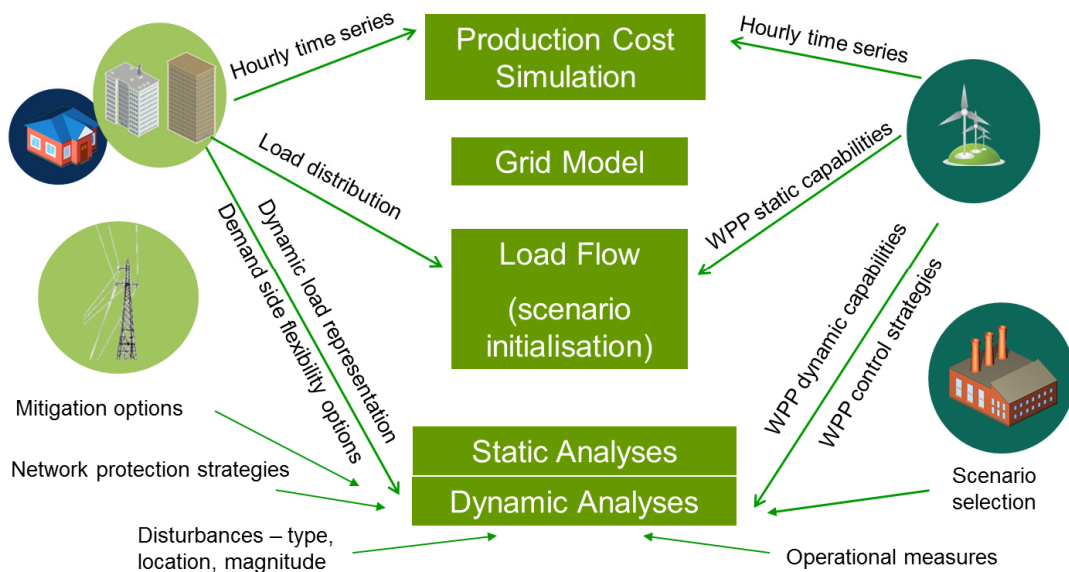 Hourly time series
Production Cost
Simulation
Hourly time series
Load distribution
Grid Model
WPP static capabilities
Load Flow
(scenario
initialisation)
Dynamic load representation
Demand side flexibility options
WPP dynamic capabilities
WPP control strategies
Mitigation options
Network protection strategies
Static Analyses
Dynamic Analyses
Scenario
selection
Disturbances – type,
location, magnitude
Operational measures